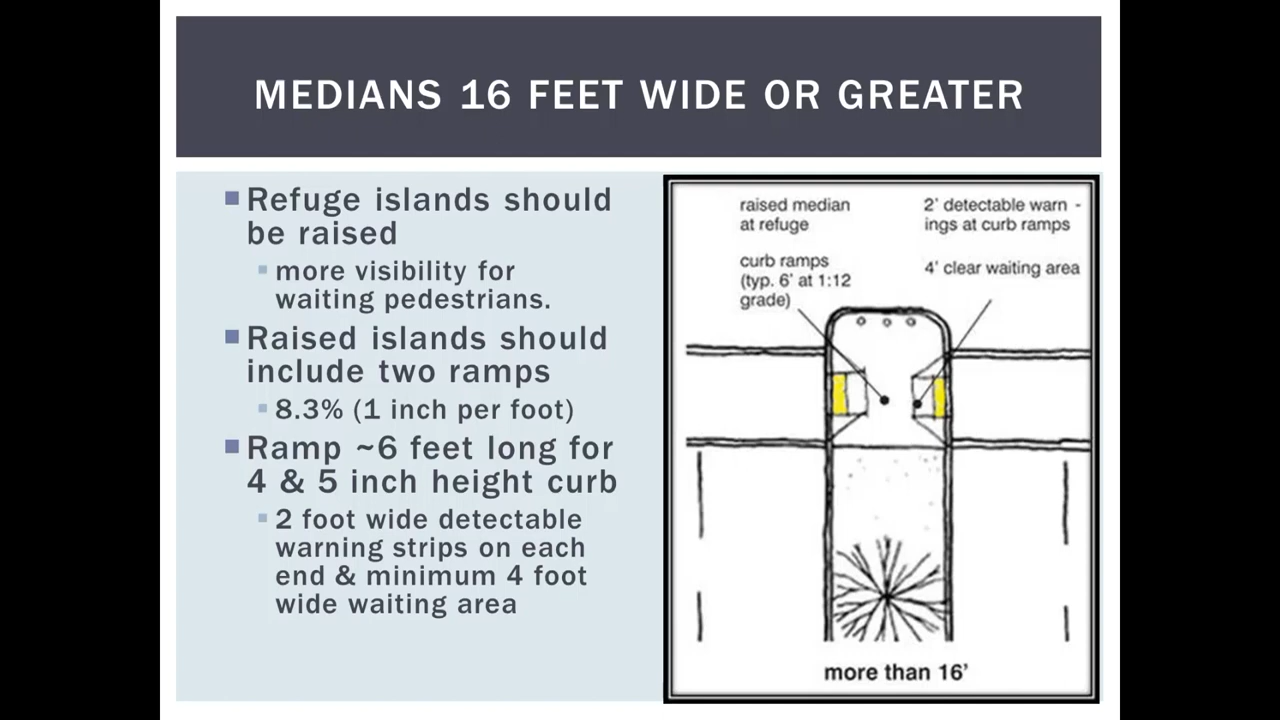 MEDIANS 16 FEET WIDE OR GREATER
Refuge islands should
be raised
more visibility for
waiting pedestrians.
Raised islands should
include two ramps
8.3% (1 inch per foot)
Ramp ~6 feet long for
4 & 5 inch height curb
2 foot wide detectable
warning strips on each
end & minimum 4 foot
wide waiting area
raised median
at refuge
curb ramps
(typ. 6' at 1:12
grade)
2' detectable warn -
ings at curb ramps
4' clear waiting area
more than 16'